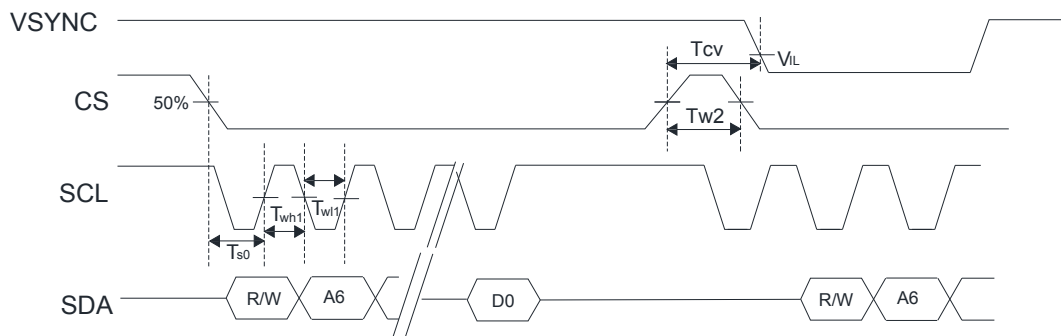 VSYNC
Tcv
VIL
CS
50%
Tw2
SCL
Twh1
Twl1
Ts0
SDA
R/W
A6
D0
R/W
A6